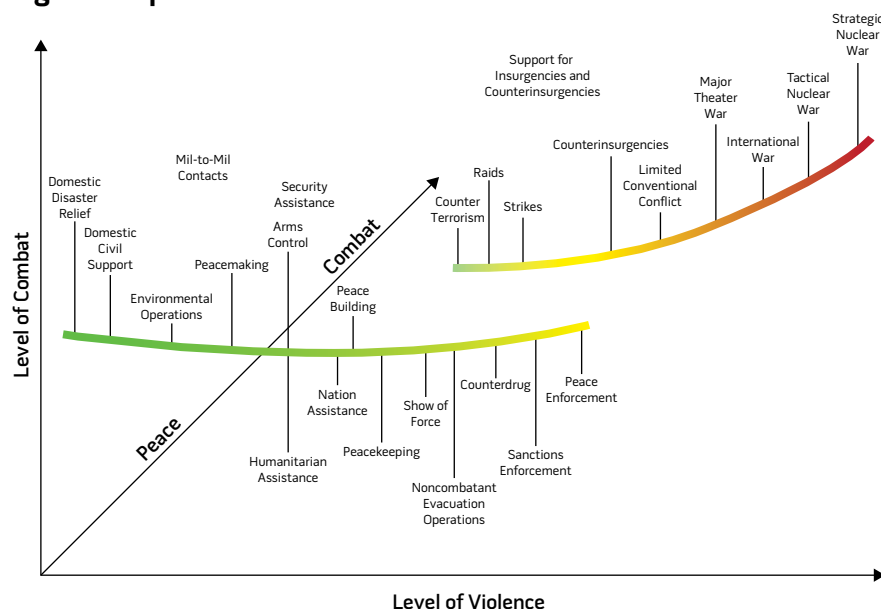 Strategic
Nuclear
War
Support for
Insurgencies and
Counterinsurgencies
Major
Theater
War
Tactical
Nuclear
War
Mil-to-Mil
Contacts
Counterinsurgencies
International
War
Domestic
Disaster
Relief
Security
Assistance
Raids
Limited
Conventional
Conflict
Counter
Terrorism
Strikes
Domestic
Civil
Support
Arms
Control
Combat
Peacemaking
Environmental
Operations
Peace
Building
Level of Combat
Nation
Assistance
Counterdrug
Peace
Enforcement
Show of
Force
Peace
Peacekeeping
Humanitarian
Assistance
Sanctions
Enforcement
Noncombatant
Evacuation
Operations
Level of Violence